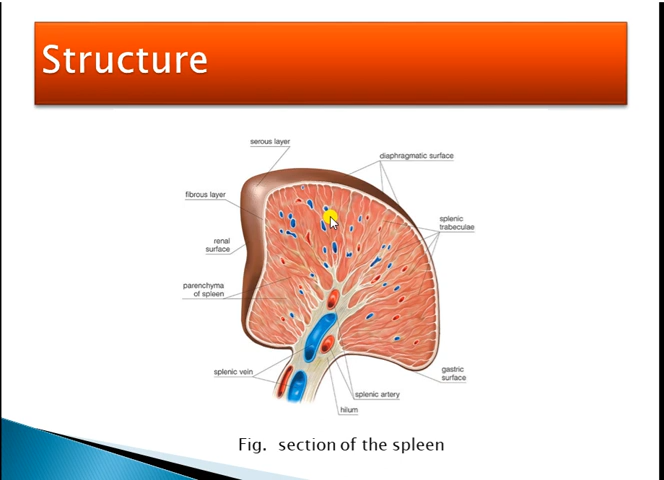 Structure
serous layer
diaphragmatic surface
fibrous layer
splenic
trabeculae
renal
surface
parenchyma
of spleen
gastric
surface
splenic vein
splenic artery
hilum
Fig. section of the spleen